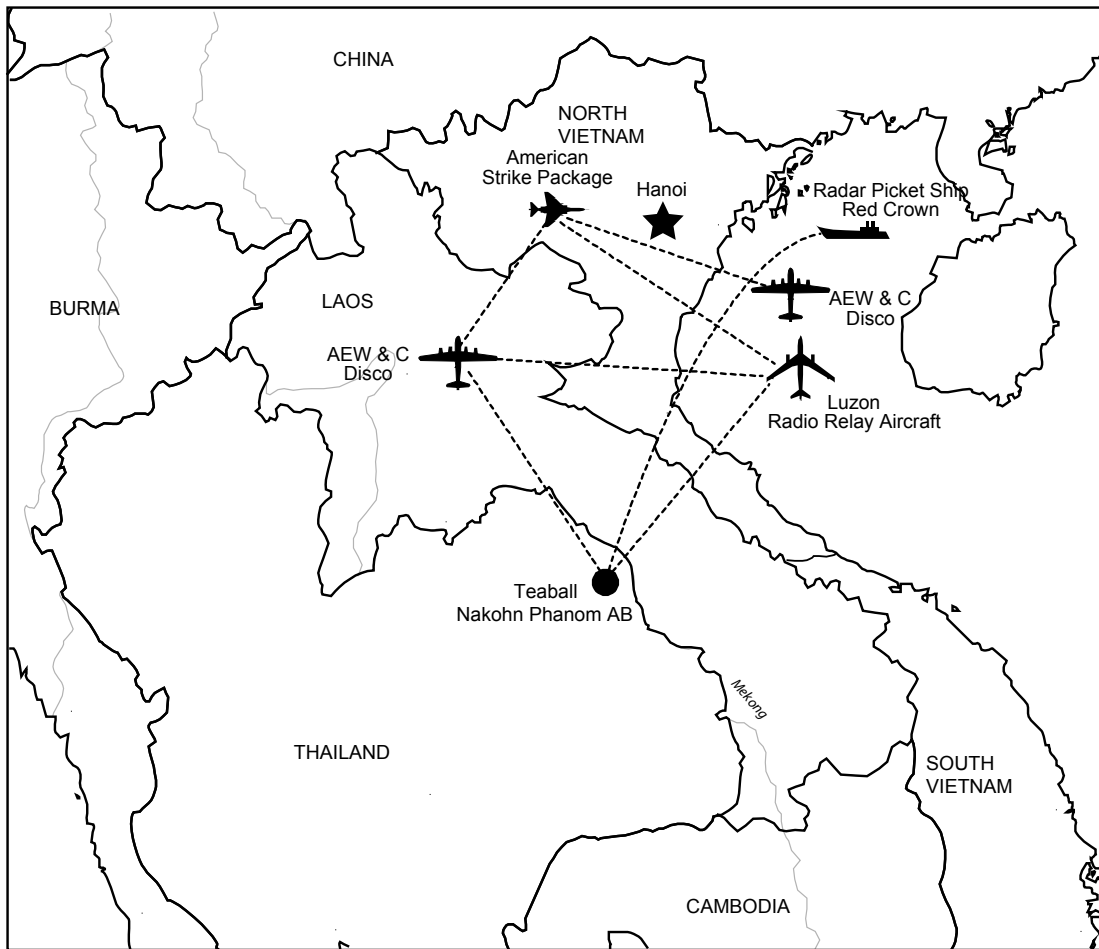 CHINA
NORTH
VIETNAM
American
Strike Package
Hanoi
Radar Picket Ship
Red Crown
BURMA
LAOS
AEW & C
Disco
AEW & C
Disco
Luzon
Radio Relay Aircraft
Teaball
Nakohn Phanom AB
Mekong
THAILAND
SOUTH
VIETNAM
CAMBODIA